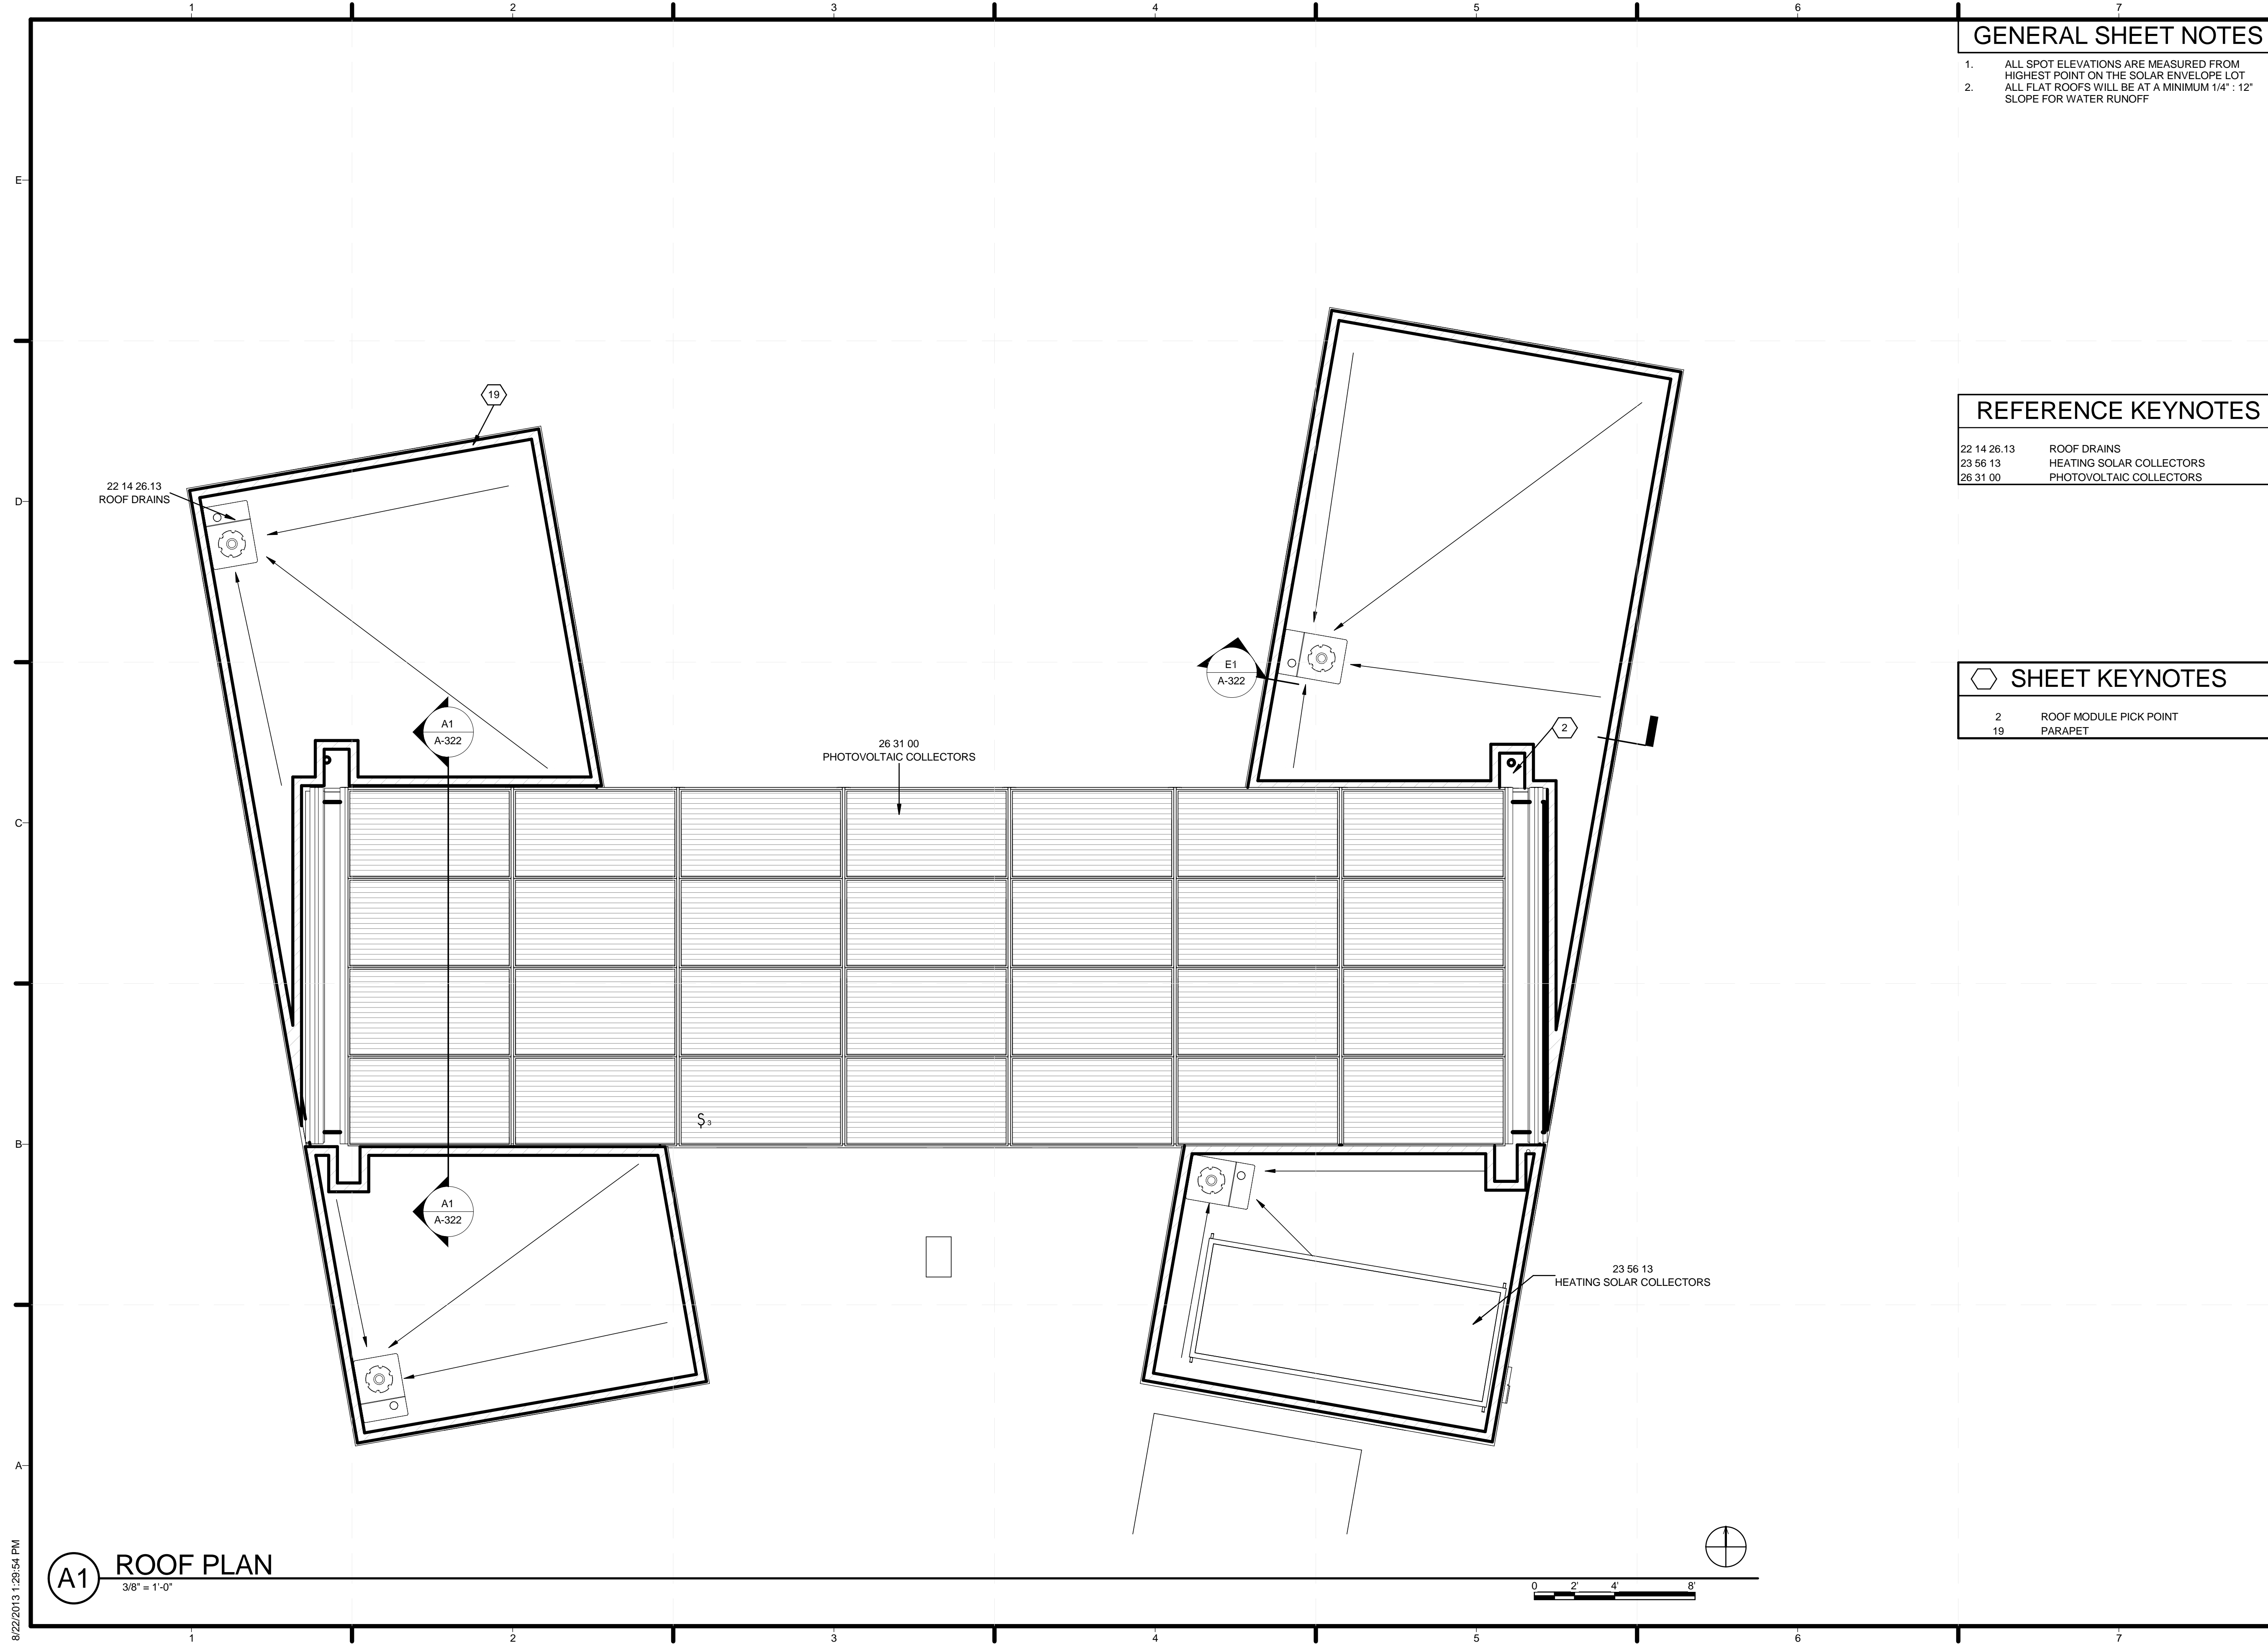 1 2 3 4 5 6 7
GENERAL SHEET NOTES
1. ALL SPOT ELEVATIONS ARE MEASURED FROM
HIGHEST POINT ON THE SOLAR ENVELOPE LOT
2. ALL FLAT ROOFS WILL BE AT A MINIMUM 1/4" : 12"
SLOPE FOR WATER RUNOFF
E
REFERENCE KEYNOTES
22 14 26.13 ROOF DRAINS
23 56 13 HEATING SOLAR COLLECTORS
26 31 00 PHOTOVOLTAIC COLLECTORS
19
22 14 26.13
ROOF DRAINS
D
E1
A-322
SHEET KEYNOTES
2 ROOF MODULE PICK POINT
19 PARAPET
A1
A-322
2
26 31 00
PHOTOVOLTAIC COLLECTORS
C
$ 3
B
A1
A-322
23 56 13
HEATING SOLAR COLLECTORS
A
A1
ROOF PLAN
3/8" = 1'-0"
0 2' 4' 8'
8/22/2013 1:29:54 PM
1 2 3 4 5 6 7